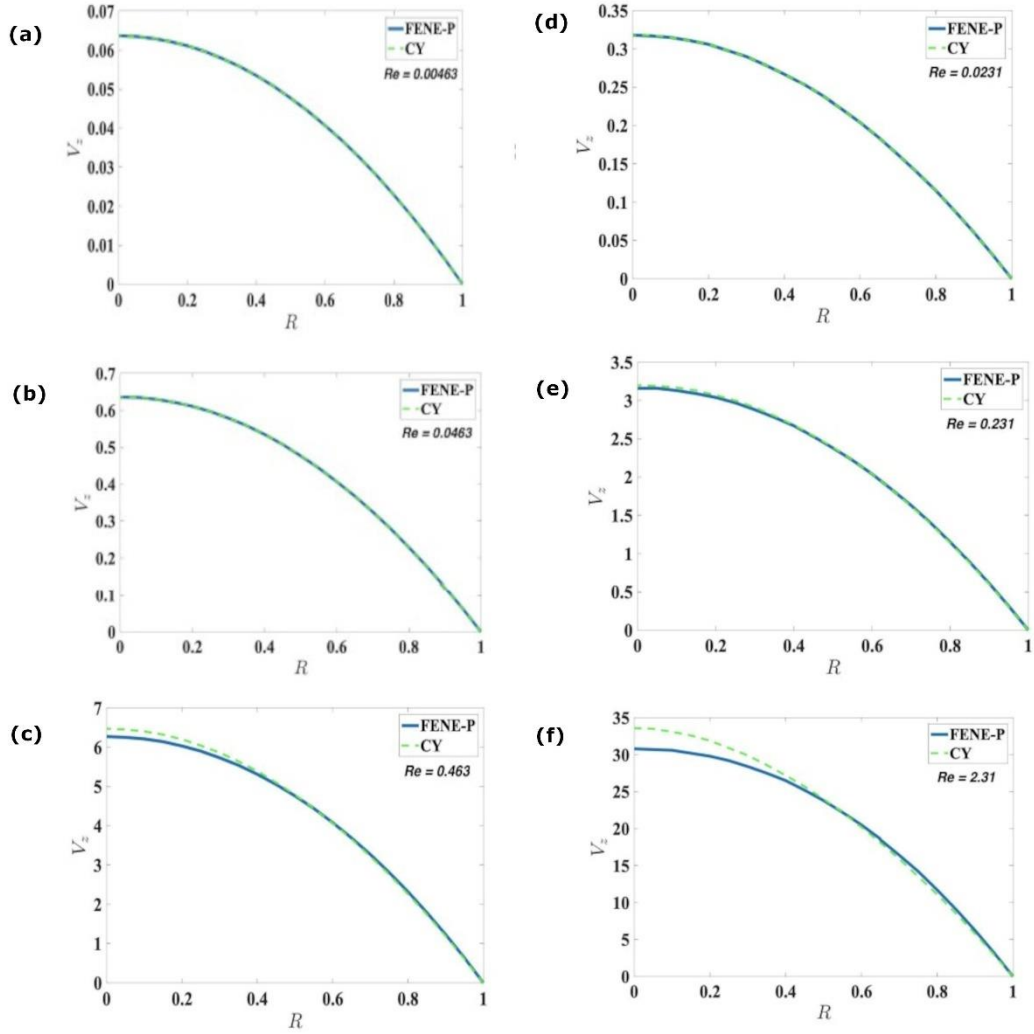 (a)
0.07
0.06
0.05
0.04
0.03
0.02
0.01
0
V_z
FENE-P
CY
Re = 0.00463
0 0.2 0.4 0.6 0.8 1
R
(d)
0.35
0.3
0.25
0.2
0.15
0.1
0.05
0
V_z
FENE-P
CY
Re = 0.0231
0 0.2 0.4 0.6 0.8 1
R
(b)
0.7
0.6
0.5
0.4
0.3
0.2
0.1
0
V_z
FENE-P
CY
Re = 0.0463
0 0.2 0.4 0.6 0.8 1
R
(e)
3.5
3
2.5
2
1.5
1
0.5
0
V_z
FENE-P
CY
Re = 0.231
0 0.2 0.4 0.6 0.8 1
R
(c)
7
6
5
4
3
2
1
0
V_z
FENE-P
CY
Re = 0.463
0 0.2 0.4 0.6 0.8 1
R
(f)
35
30
25
20
15
10
5
0
V_z
FENE-P
CY
Re = 2.31
0 0.2 0.4 0.6 0.8 1
R